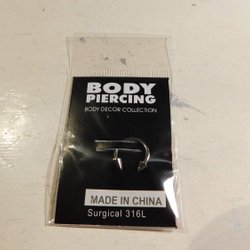 BODY
PIERCING
BODY DECOR COLLECTION
MADE IN CHINA
Surgical 316L